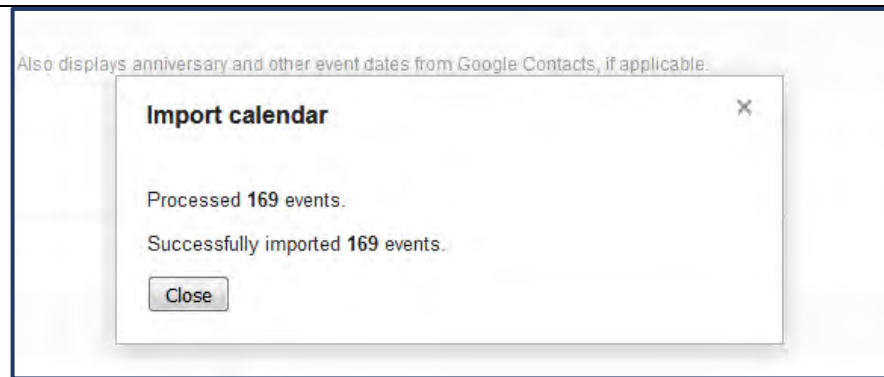 Also displays anniversary and other event dates from Google Contacts, if applicable.
Import calendar
×
Processed 169 events.
Successfully imported 169 events.
Close